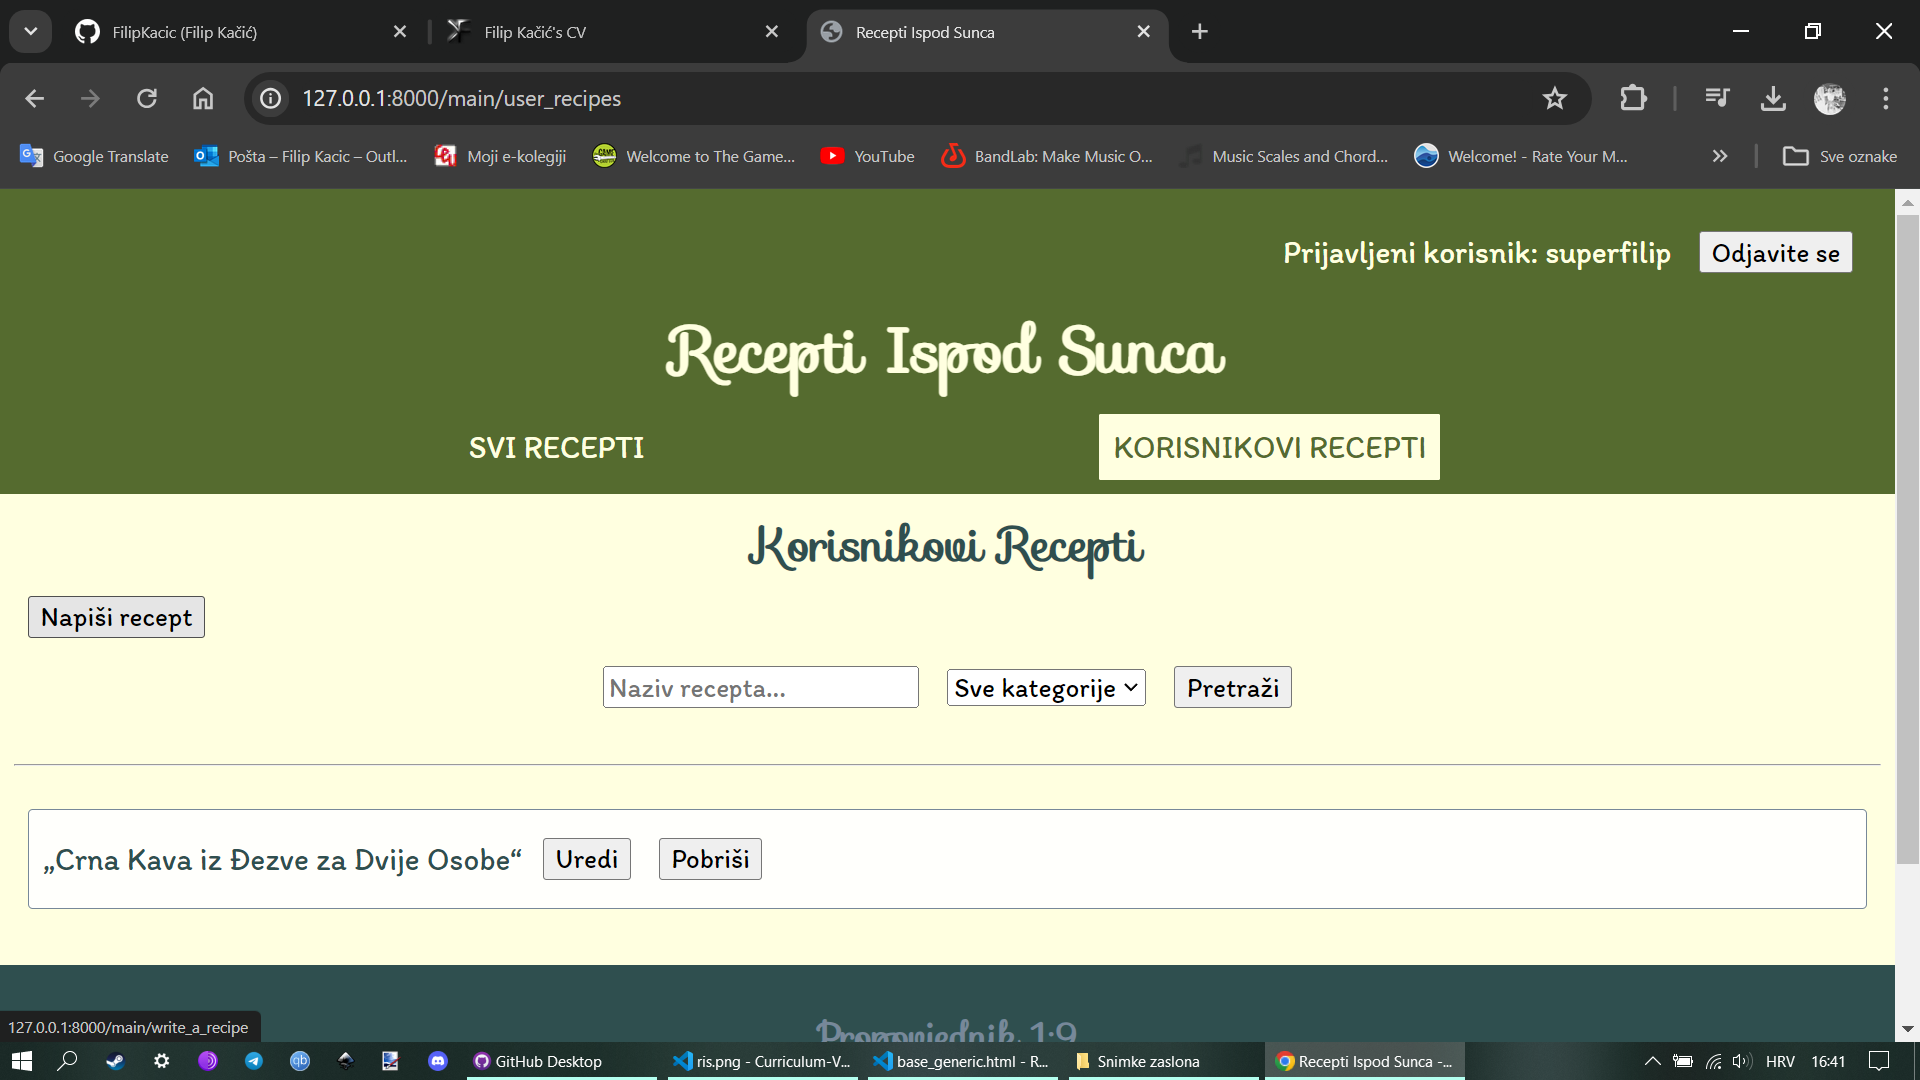 FilipKacic (Filip Kačić)
Filip Kačić's CV
Recepti Ispod Sunca
127.0.0.1:8000/main/user_recipes
Google Translate
Pošta – Filip Kacic – Outl...
Moji e-kolegiji
Welcome to The Game...
YouTube
BandLab: Make Music O...
Music Scales and Chord...
Welcome! - Rate Your M...
Sve oznake
Prijavljeni korisnik: superfilip
Odjavite se
Recepti Ispod Sunca
SVI RECEPTI
KORISNIKOVI RECEPTI
Korisnikovi Recepti
Napiši recept
Naziv recepta...
Sve kategorije
Pretraži
„Crna Kava iz Đezve za Dvije Osobe“
Uredi
Pobriši
Propovjednik 1:9
127.0.0.1:8000/main/write_a_recipe
GitHub Desktop
ris.png - Curriculum-V...
base_generic.html - R...
Snimke zaslona
Recepti Ispod Sunca -...
HRV
16:41